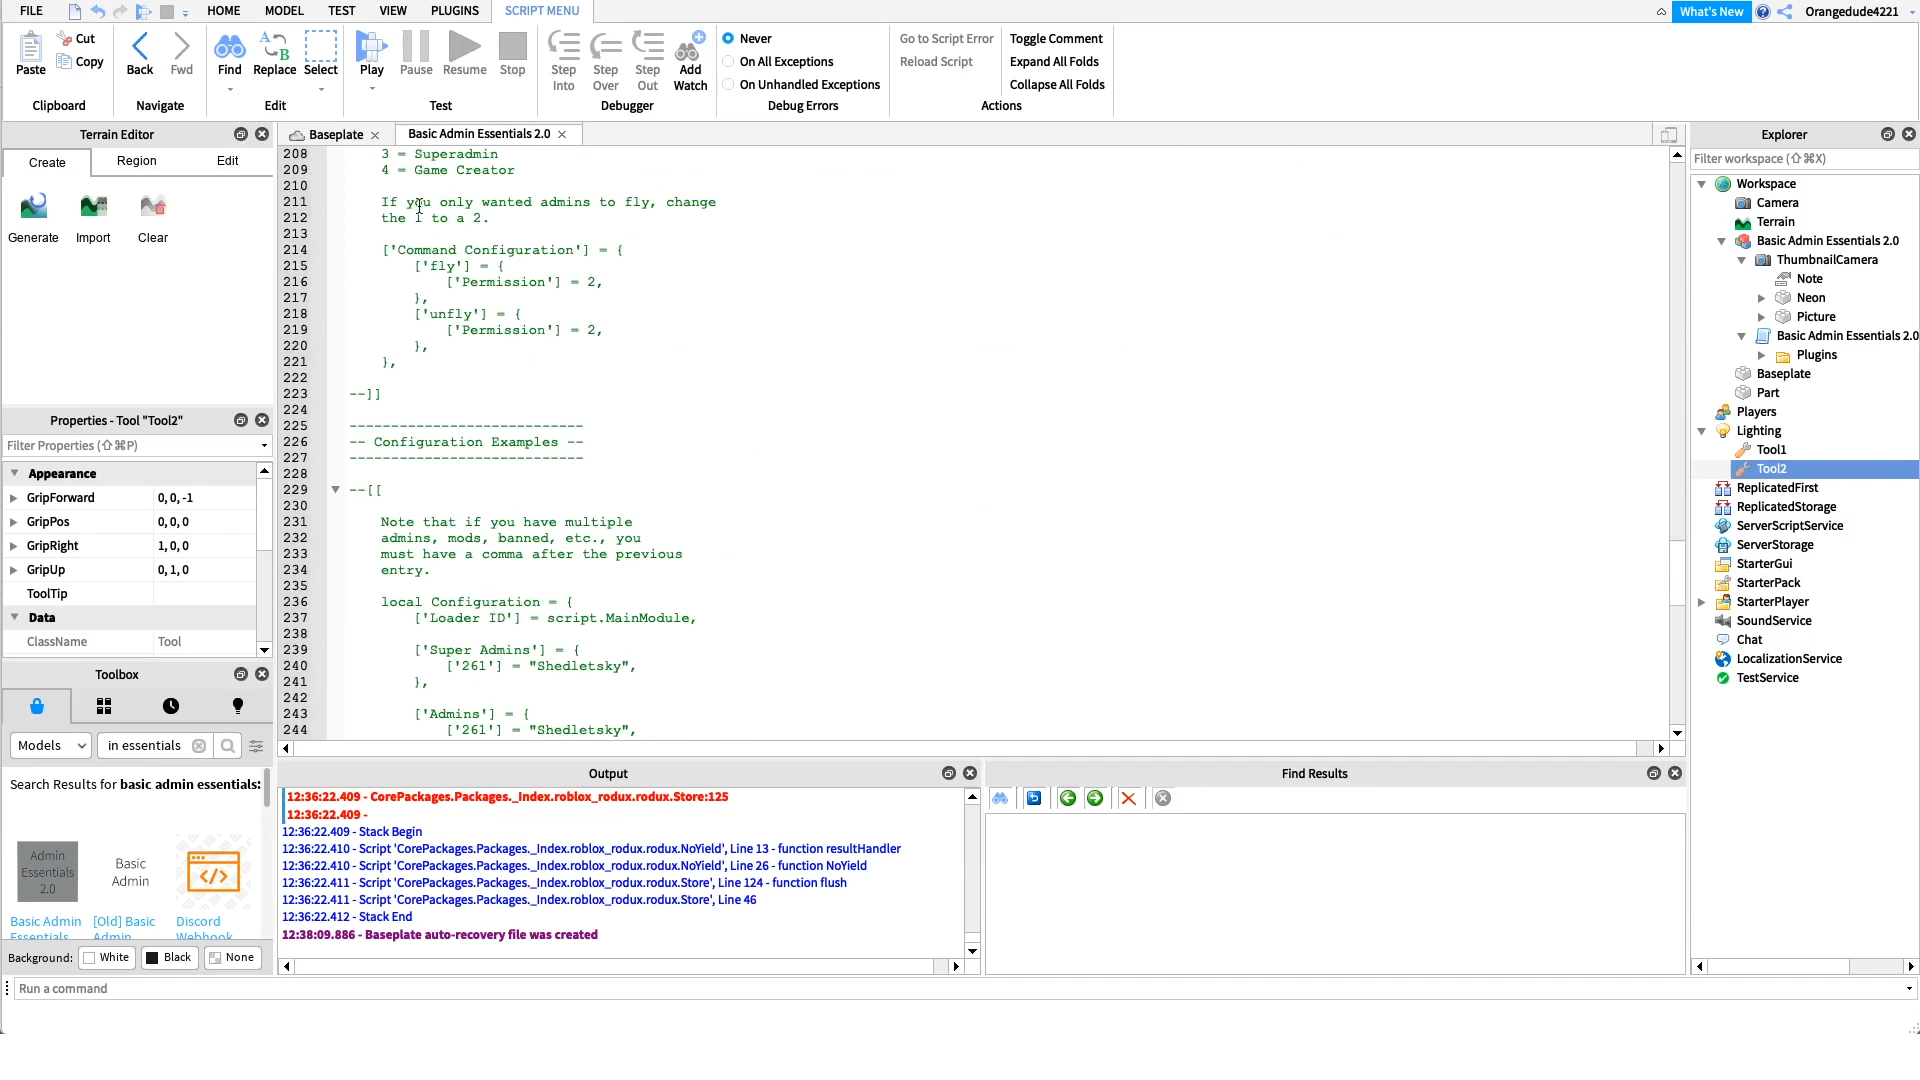 FILE HOME MODEL TEST VIEW PLUGINS SCRIPT MENU What's New Orangedude4221
Paste Cut Copy Back Fwd Find Replace Select Play Pause Resume Stop Step Into Step Over Step Out Add Watch
Never
On All Exceptions
On Unhandled Exceptions
Go to Script Error
Reload Script
Toggle Comment
Expand All Folds
Collapse All Folds
Clipboard Navigate Edit Test Debugger Debug Errors Actions
Terrain Editor
Create Region Edit
Generate Import Clear
Properties - Tool "Tool2"
Filter Properties (⇧⌘P)
Appearance
GripForward 0, 0, -1
GripPos 0, 0, 0
GripRight 1, 0, 0
GripUp 0, 1, 0
ToolTip
Data
ClassName Tool
Toolbox
Models in essentials
Search Results for basic admin essentials:
Admin Essentials 2.0
Basic Admin
Basic Admin Essentials
[Old] Basic Admin
Discord Webhook
Background: White Black None
Baseplate Basic Admin Essentials 2.0
208 3 = Superadmin
209 4 = Game Creator
210
211 If you only wanted admins to fly, change
212 the 1 to a 2.
213
214 ['Command Configuration'] = {
215 ['fly'] = {
216 ['Permission'] = 2,
217 },
218 ['unfly'] = {
219 ['Permission'] = 2,
220 },
221 },
222
223 --]]
224
225 ----------------------------
226 -- Configuration Examples --
227 ----------------------------
228
229 --[[
230
231 Note that if you have multiple
232 admins, mods, banned, etc., you
233 must have a comma after the previous
234 entry.
235
236 local Configuration = {
237 ['Loader ID'] = script.MainModule,
238
239 ['Super Admins'] = {
240 ['261'] = "Shedletsky",
241 },
242
243 ['Admins'] = {
244 ['261'] = "Shedletsky",
Output
12:36:22.409 - CorePackages.Packages._Index.roblox_rodux.rodux.Store:125
12:36:22.409 -
12:36:22.409 - Stack Begin
12:36:22.410 - Script 'CorePackages.Packages._Index.roblox_rodux.rodux.NoYield', Line 13 - function resultHandler
12:36:22.410 - Script 'CorePackages.Packages._Index.roblox_rodux.rodux.NoYield', Line 26 - function NoYield
12:36:22.411 - Script 'CorePackages.Packages._Index.roblox_rodux.rodux.Store', Line 124 - function flush
12:36:22.411 - Script 'CorePackages.Packages._Index.roblox_rodux.rodux.Store', Line 46
12:36:22.412 - Stack End
12:38:09.886 - Baseplate auto-recovery file was created
Find Results
Explorer
Filter workspace (⇧⌘X)
Workspace
Camera
Terrain
Basic Admin Essentials 2.0
ThumbnailCamera
Note
Neon
Picture
Basic Admin Essentials 2.0
Plugins
Baseplate
Part
Players
Lighting
Tool1
Tool2
ReplicatedFirst
ReplicatedStorage
ServerScriptService
ServerStorage
StarterGui
StarterPack
StarterPlayer
SoundService
Chat
LocalizationService
TestService
Run a command